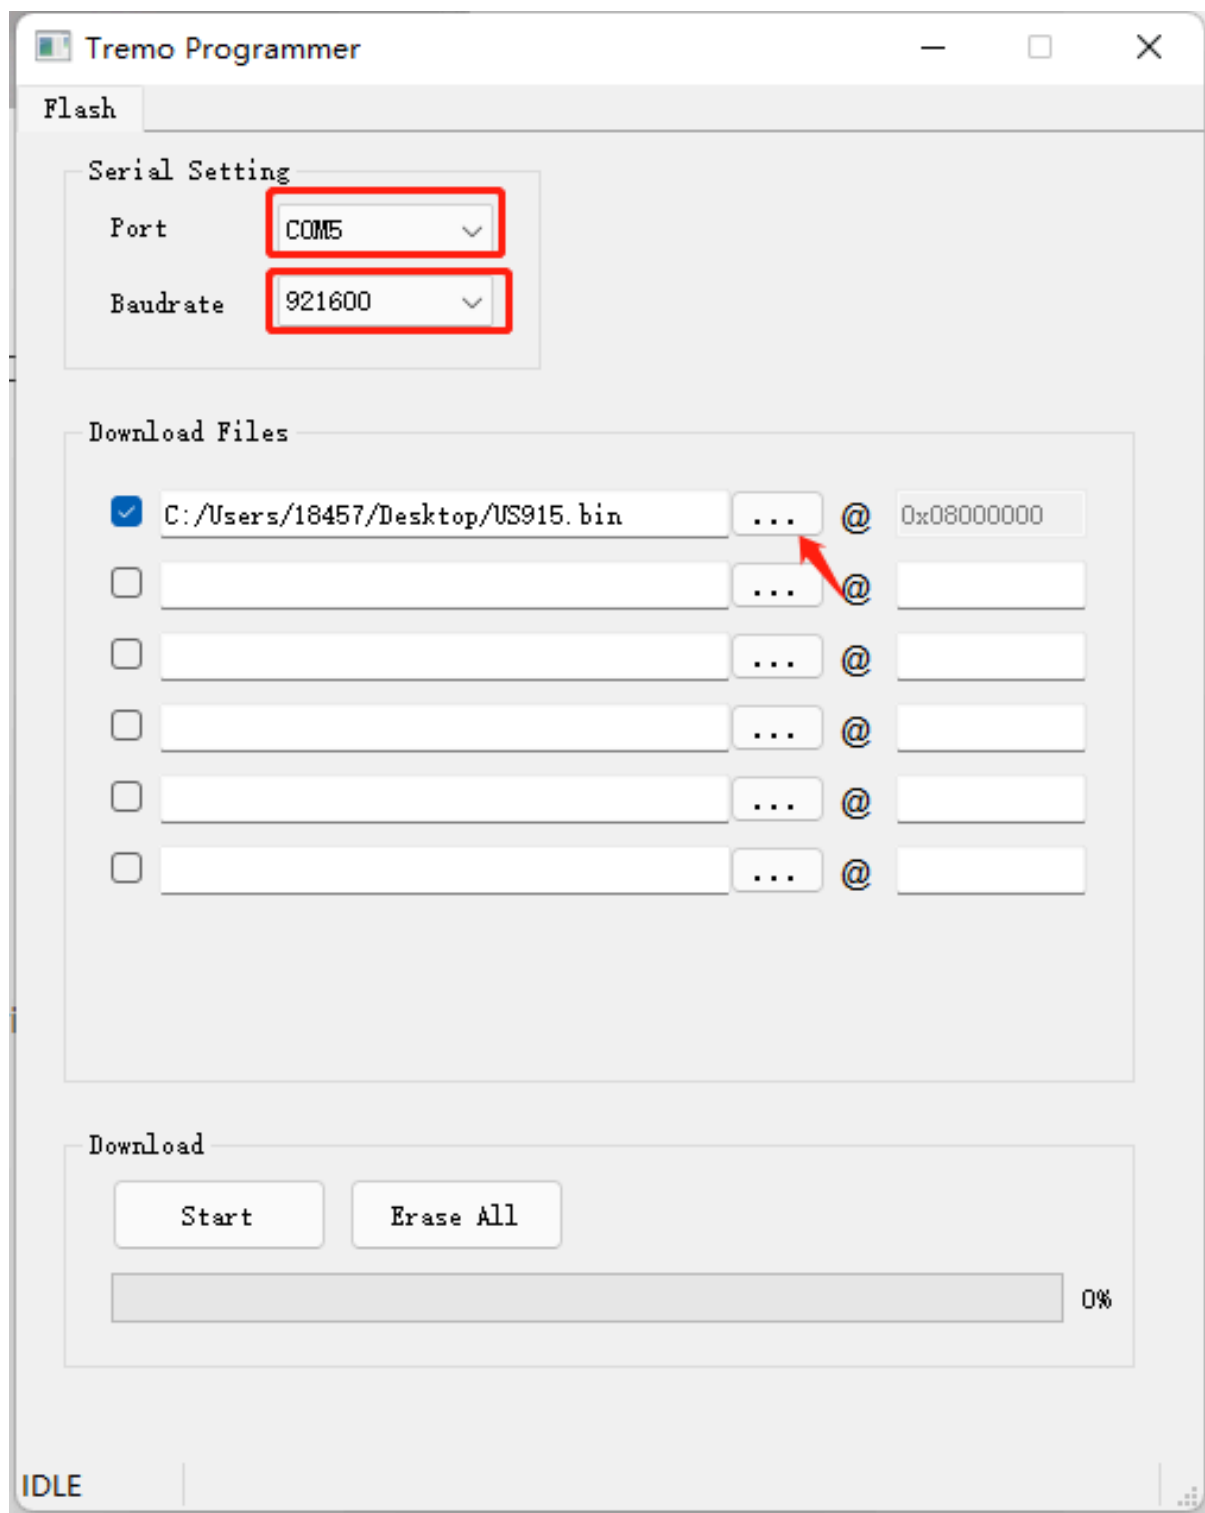 Tremo Programmer
Flash
Serial Setting
Port COM5
Baudrate 921600
Download Files
C:/Users/18457/Desktop/US915.bin ... @ 0x08000000
... @
... @
... @
... @
... @
Download
Start Erase All
0%
IDLE